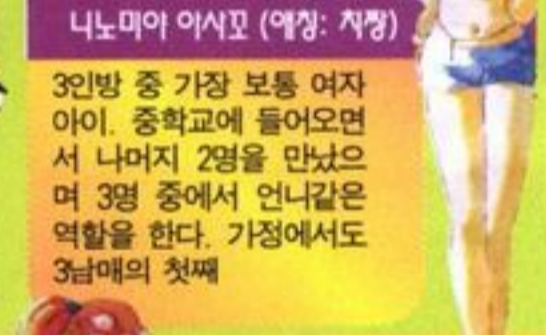 니노미야 아사꼬 (애칭: 치짱)
3인방 중 가장 보통 여자
아이. 중학교에 들어오면
서 나머지 2명을 만났으
며 3명 중에서 언니같은
역할을 한다. 가정에서도
3남매의 첫째